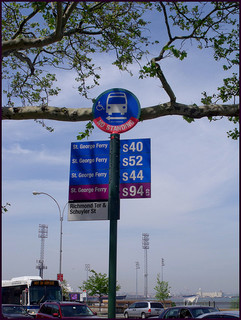 NO STANDING
St. George Ferry S40
St. George Ferry S52
St. George Ferry S44
St. George Ferry S94
Richmond Ter &
Schuyler St